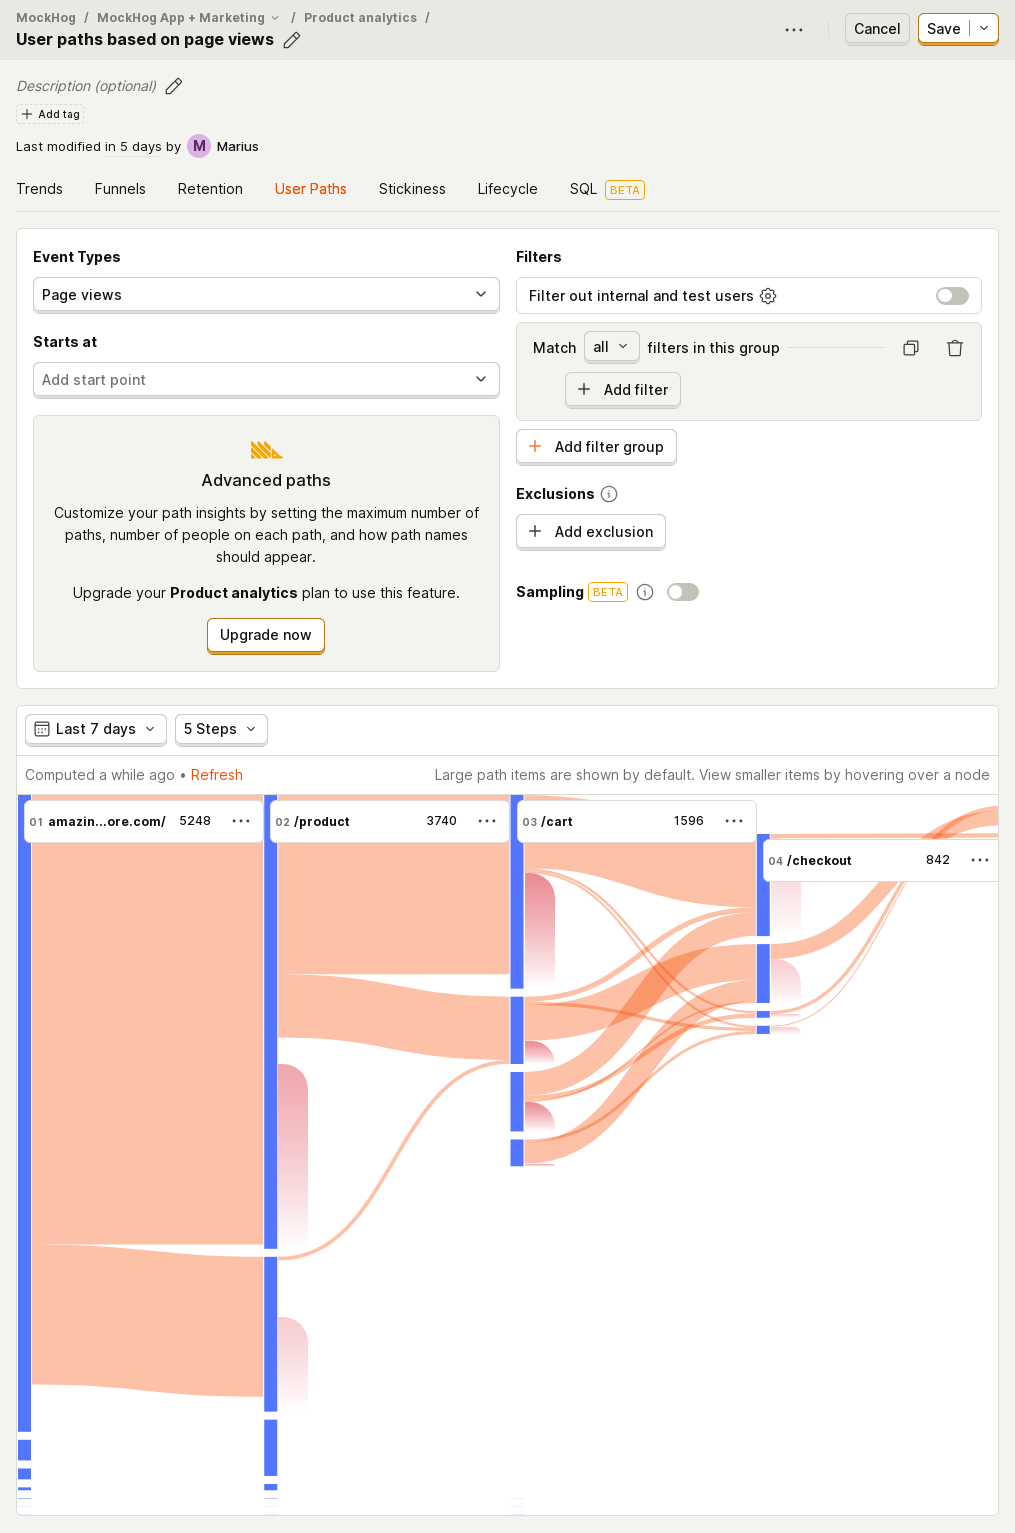 MockHog / MockHog App + Marketing / Product analytics /
User paths based on page views
Cancel
Save
Description (optional)
Add tag
Last modified in 5 days by M Marius
Trends Funnels Retention User Paths Stickiness Lifecycle SQL BETA
Event Types
Page views
Starts at
Add start point
Advanced paths
Customize your path insights by setting the maximum number of
paths, number of people on each path, and how path names
should appear.
Upgrade your Product analytics plan to use this feature.
Upgrade now
Filters
Filter out internal and test users
Match all filters in this group
Add filter
Add filter group
Exclusions
Add exclusion
Sampling BETA
Last 7 days 5 Steps
Computed a while ago • Refresh
Large path items are shown by default. View smaller items by hovering over a node
01 amazin...ore.com/ 5248
02 /product 3740
03 /cart 1596
04 /checkout 842